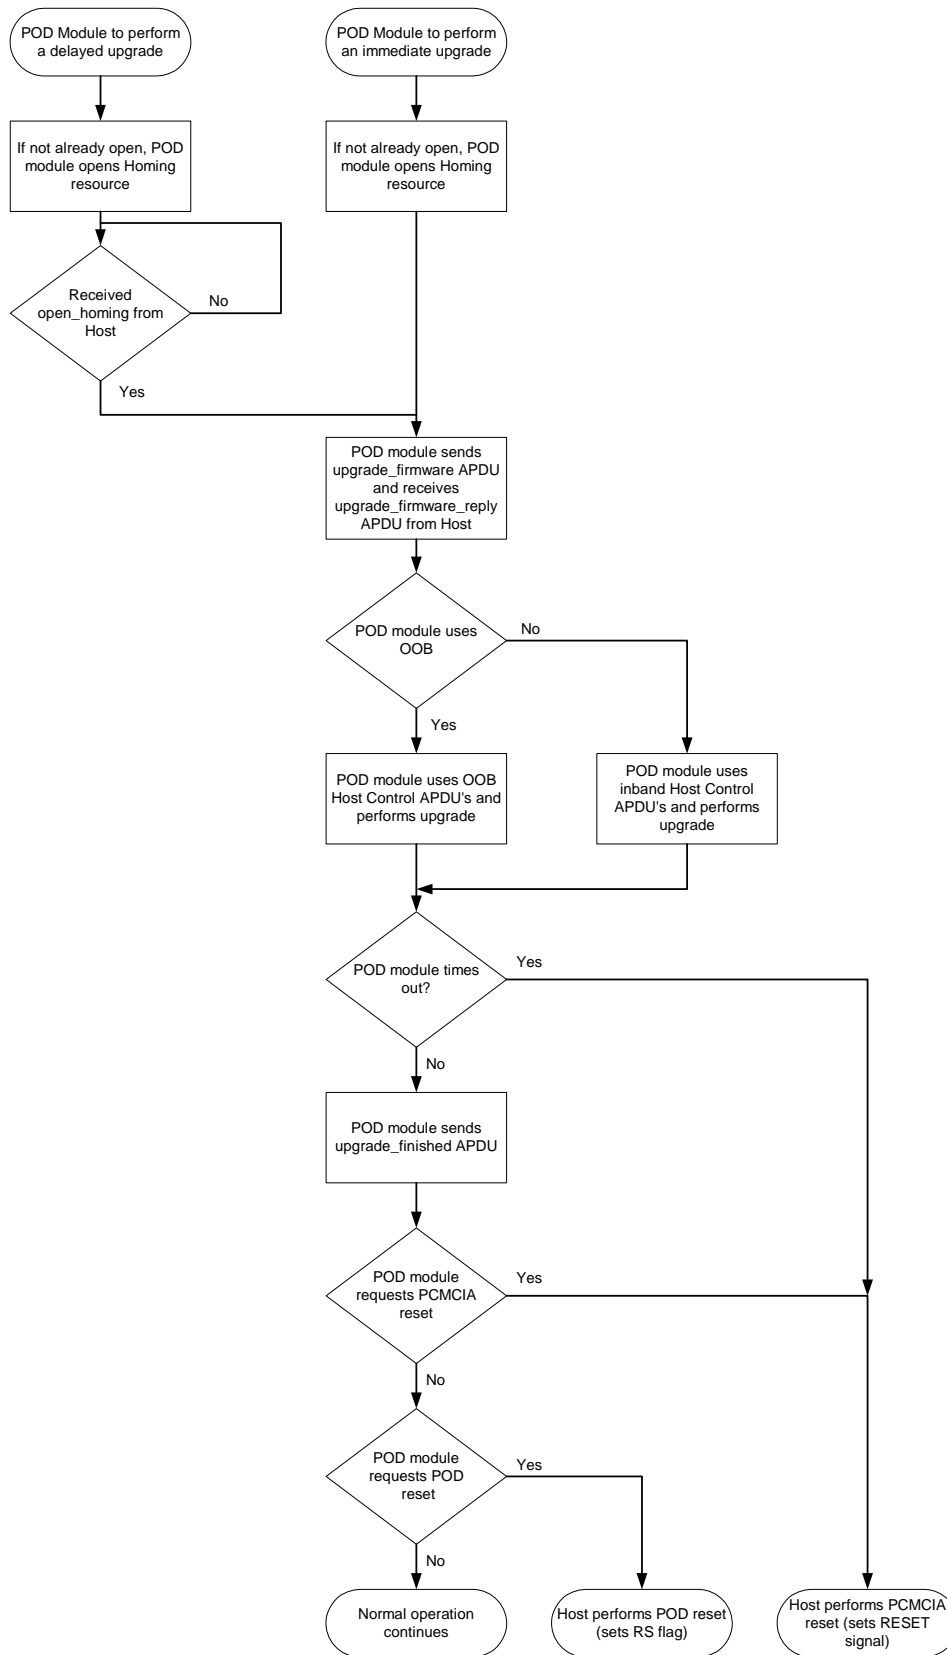 POD Module to perform
a delayed upgrade
POD Module to perform
an immediate upgrade
If not already open, POD
module opens Homing
resource
If not already open, POD
module opens Homing
resource
Received
open_homing from
Host
No
Yes
POD module sends
upgrade_firmware APDU
and receives
upgrade_firmware_reply
APDU from Host
POD module uses
OOB
No
Yes
POD module uses OOB
Host Control APDU's and
performs upgrade
POD module uses
inband Host Control
APDU's and performs
upgrade
POD module times
out?
Yes
No
POD module sends
upgrade_finished APDU
POD module
requests PCMCIA
reset
Yes
No
POD module
requests POD
reset
Yes
No
Normal operation
continues
Host performs POD reset
(sets RS flag)
Host performs PCMCIA
reset (sets RESET
signal)